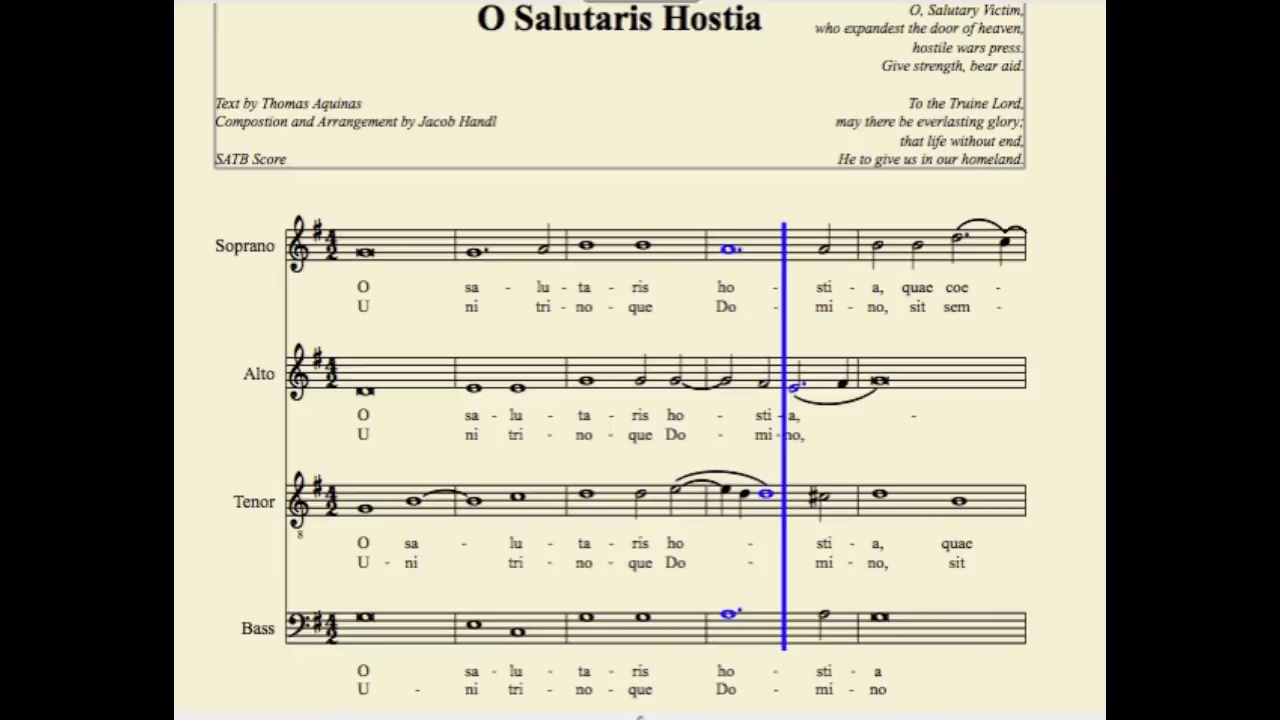 O Salutaris Hostia
O, Salutary Victim,
who expandest the door of heaven,
hostile wars press.
Give strength, bear aid.
Text by Thomas Aquinas
Compostion and Arrangement by Jacob Handl
SATB Score
To the Truine Lord,
may there be everlasting glory;
that life without end,
He to give us in our homeland.
Soprano
O sa - lu - ta - ris ho - sti - a, quae coe -
U ni tri - no - que Do - mi - no, sit sem -
Alto
O sa - lu - ta - ris ho - sti - a, -
U ni tri - no - que Do - mi - no,
Tenor
8
O sa - lu - ta - ris ho - sti - a, quae
U - ni tri - no - que Do - mi - no, sit
Bass
O sa - lu - ta - ris ho - sti - a
U - ni tri - no - que Do - mi - no